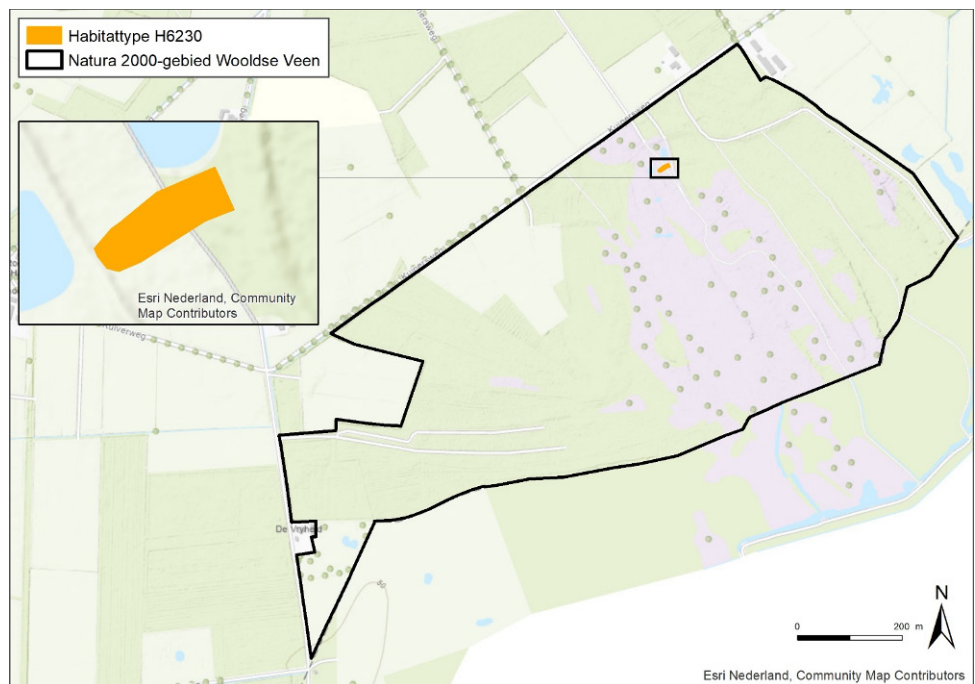 Habitattype H6230
Natura 2000-gebied Wooldse Veen
Esri Nederland, Community
Map Contributors
Kuiverweg
De Vrijheid
N
0
200 m
Esri Nederland, Community Map Contributors